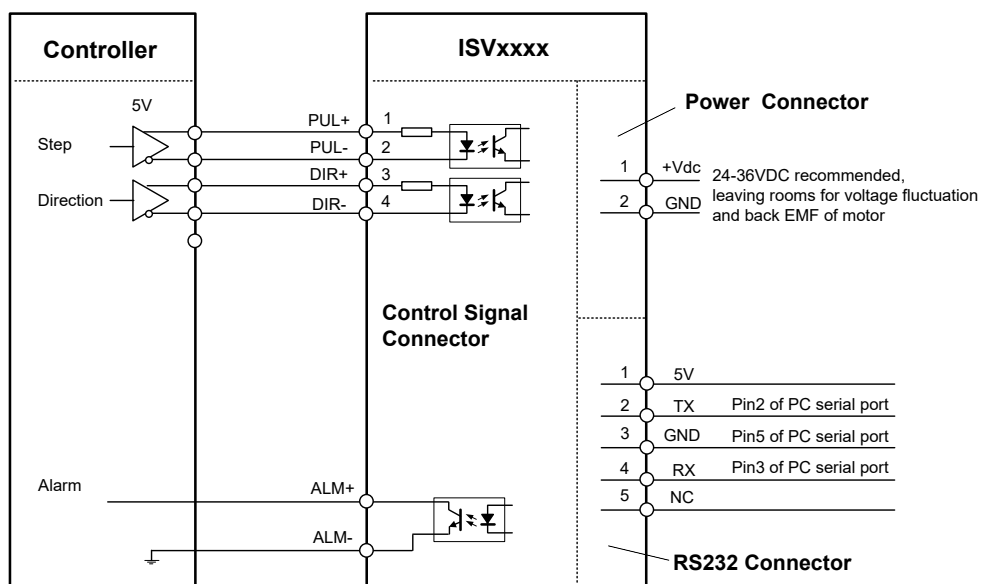 Controller
ISVxxxx
5V
Step
Direction
PUL+ 1
PUL- 2
DIR+ 3
DIR- 4
Control Signal
Connector
Alarm
ALM+
ALM-
Power Connector
1 +Vdc
2 GND
24-36VDC recommended,
leaving rooms for voltage fluctuation
and back EMF of motor
1 5V
2 TX Pin2 of PC serial port
3 GND Pin5 of PC serial port
4 RX Pin3 of PC serial port
5 NC
RS232 Connector